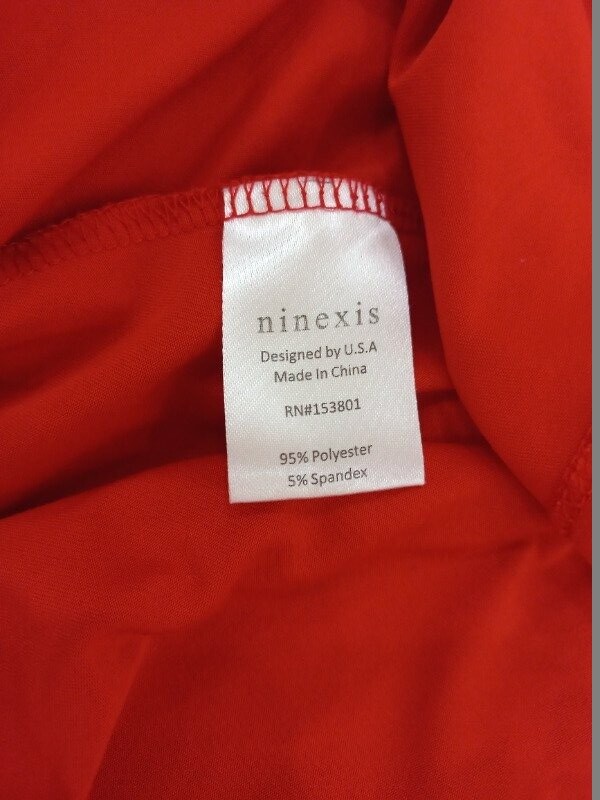 ninexis
Designed by U.S.A
Made In China
RN#153801
95% Polyester
5% Spandex